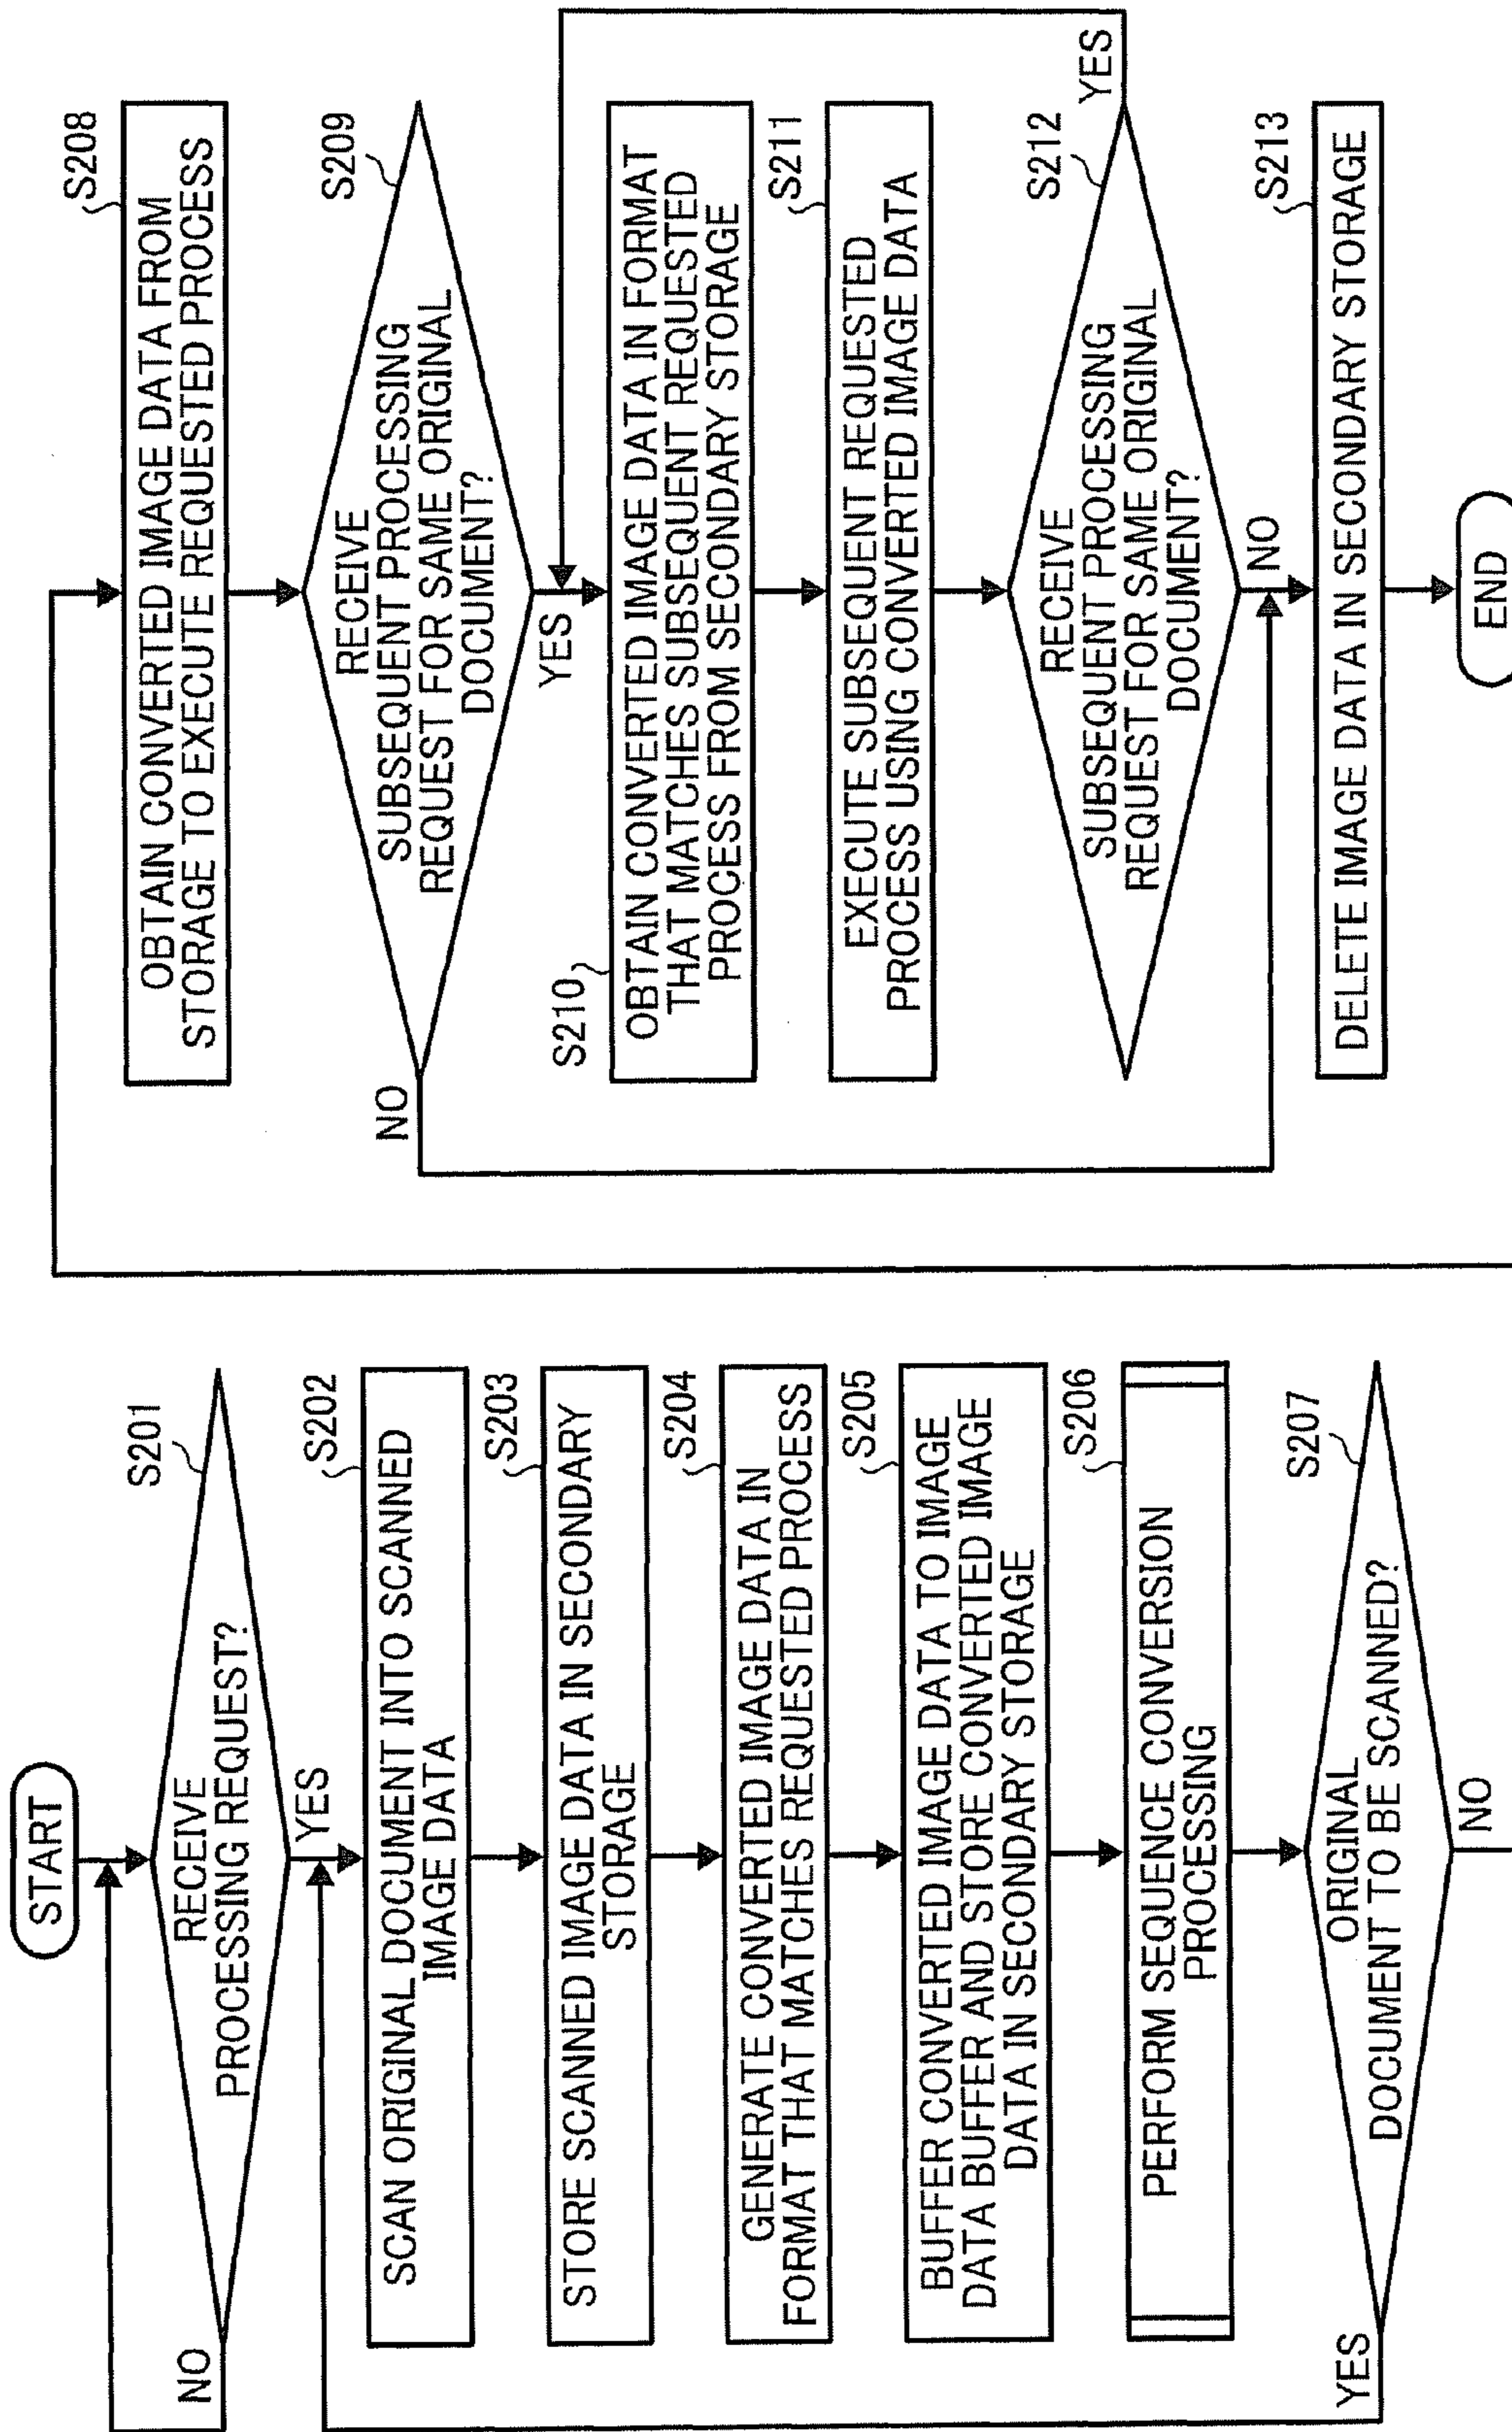 START
S201
RECEIVE
PROCESSING REQUEST?
NO
YES
S202
SCAN ORIGINAL DOCUMENT INTO SCANNED
IMAGE DATA
S203
STORE SCANNED IMAGE DATA IN SECONDARY
STORAGE
S204
GENERATE CONVERTED IMAGE DATA IN
FORMAT THAT MATCHES REQUESTED PROCESS
S205
BUFFER CONVERTED IMAGE DATA TO IMAGE
DATA BUFFER AND STORE CONVERTED IMAGE
DATA IN SECONDARY STORAGE
S206
PERFORM SEQUENCE CONVERSION
PROCESSING
S207
ORIGINAL
DOCUMENT TO BE SCANNED?
YES
NO
S208
OBTAIN CONVERTED IMAGE DATA FROM
STORAGE TO EXECUTE REQUESTED PROCESS
S209
RECEIVE
SUBSEQUENT PROCESSING
REQUEST FOR SAME ORIGINAL
DOCUMENT?
NO
YES
S210
OBTAIN CONVERTED IMAGE DATA IN FORMAT
THAT MATCHES SUBSEQUENT REQUESTED
PROCESS FROM SECONDARY STORAGE
S211
EXECUTE SUBSEQUENT REQUESTED
PROCESS USING CONVERTED IMAGE DATA
S212
RECEIVE
SUBSEQUENT PROCESSING
REQUEST FOR SAME ORIGINAL
DOCUMENT?
YES
NO
S213
DELETE IMAGE DATA IN SECONDARY STORAGE
END